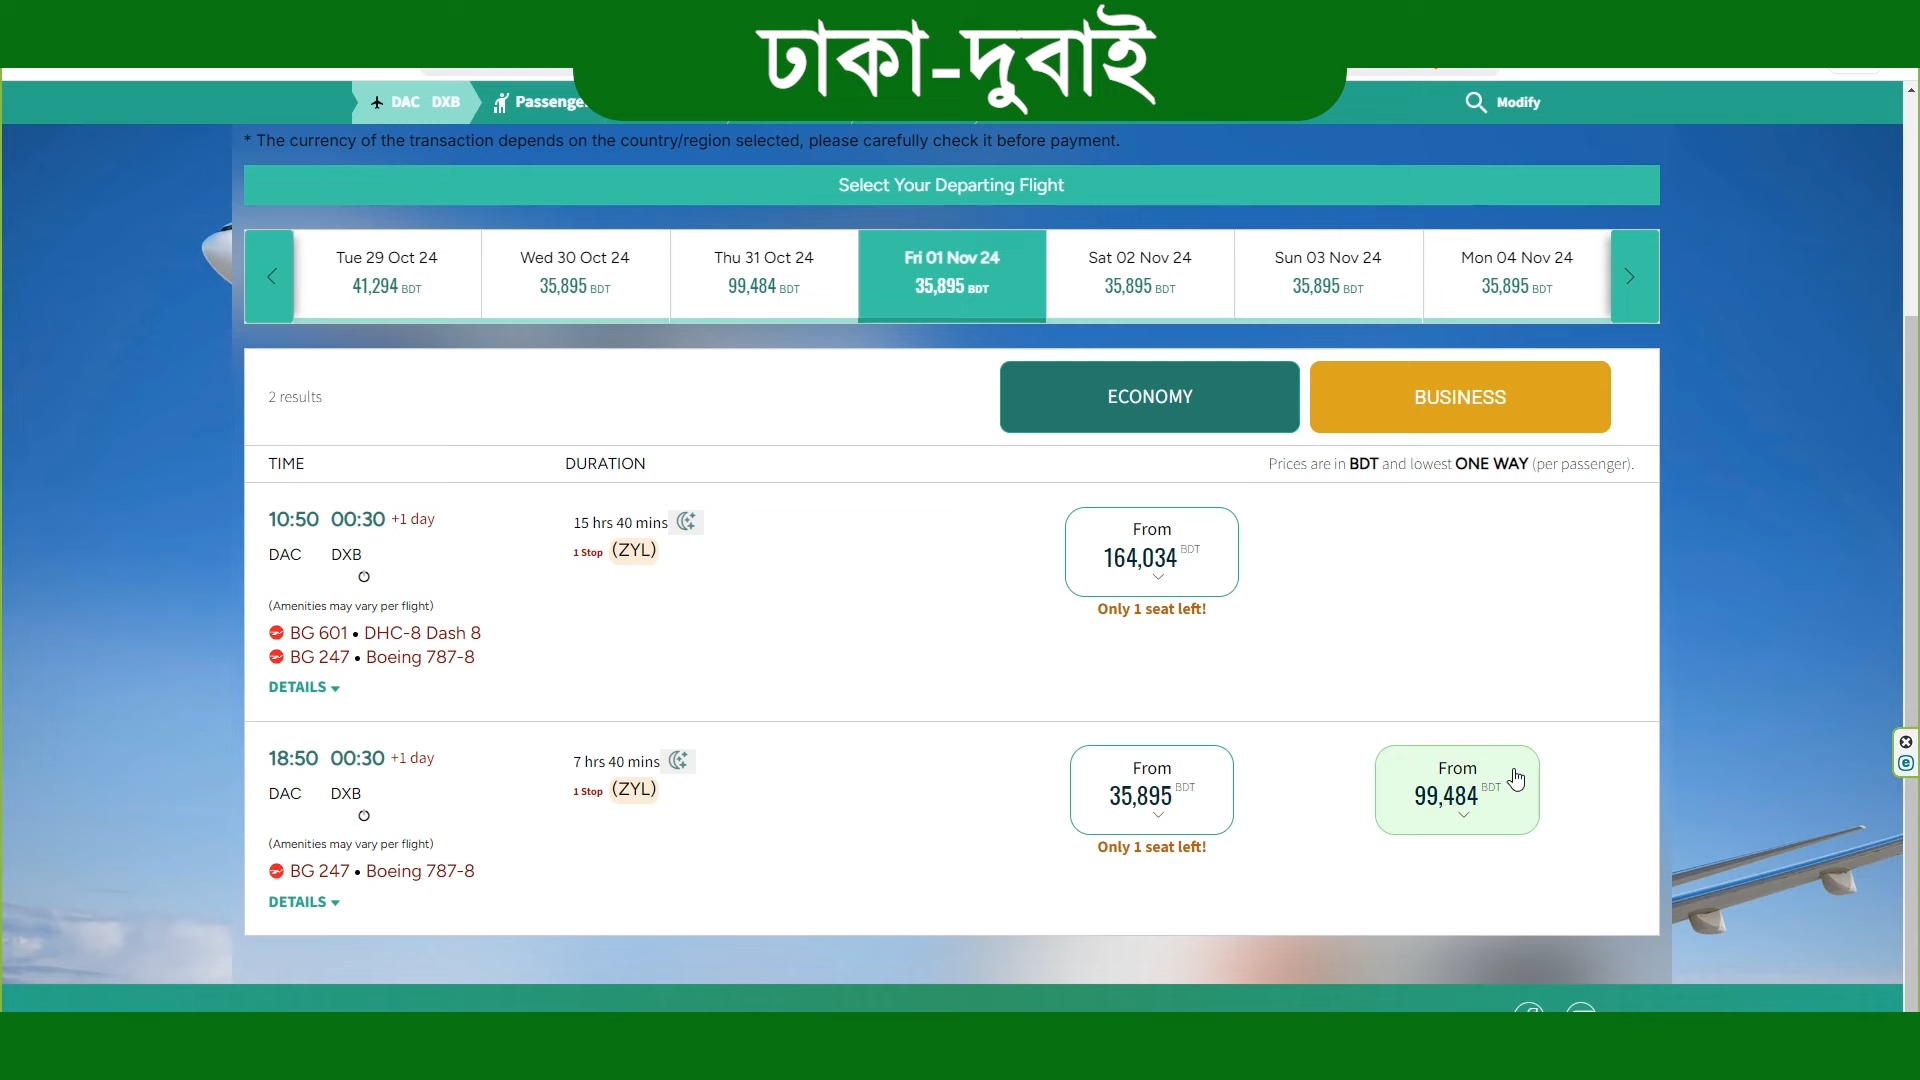 ঢাকা-দুবাই
DAC DXB
Modify
* The currency of the transaction depends on the country/region selected, please carefully check it before payment.
Select Your Departing Flight
Tue 29 Oct 24
41,294 BDT
Wed 30 Oct 24
35,895 BDT
Thu 31 Oct 24
99,484 BDT
Fri 01 Nov 24
35,895 BDT
Sat 02 Nov 24
35,895 BDT
Sun 03 Nov 24
35,895 BDT
Mon 04 Nov 24
35,895 BDT
2 results
ECONOMY
BUSINESS
TIME
DURATION
Prices are in BDT and lowest ONE WAY (per passenger).
10:50 00:30 +1 day
15 hrs 40 mins
From
DAC DXB
1 Stop (ZYL)
164,034 BDT
Only 1 seat left!
(Amenities may vary per flight)
BG 601 • DHC-8 Dash 8
BG 247 • Boeing 787-8
DETAILS
18:50 00:30 +1 day
7 hrs 40 mins
From
From
DAC DXB
1 Stop (ZYL)
35,895 BDT
99,484 BDT
Only 1 seat left!
(Amenities may vary per flight)
BG 247 • Boeing 787-8
DETAILS